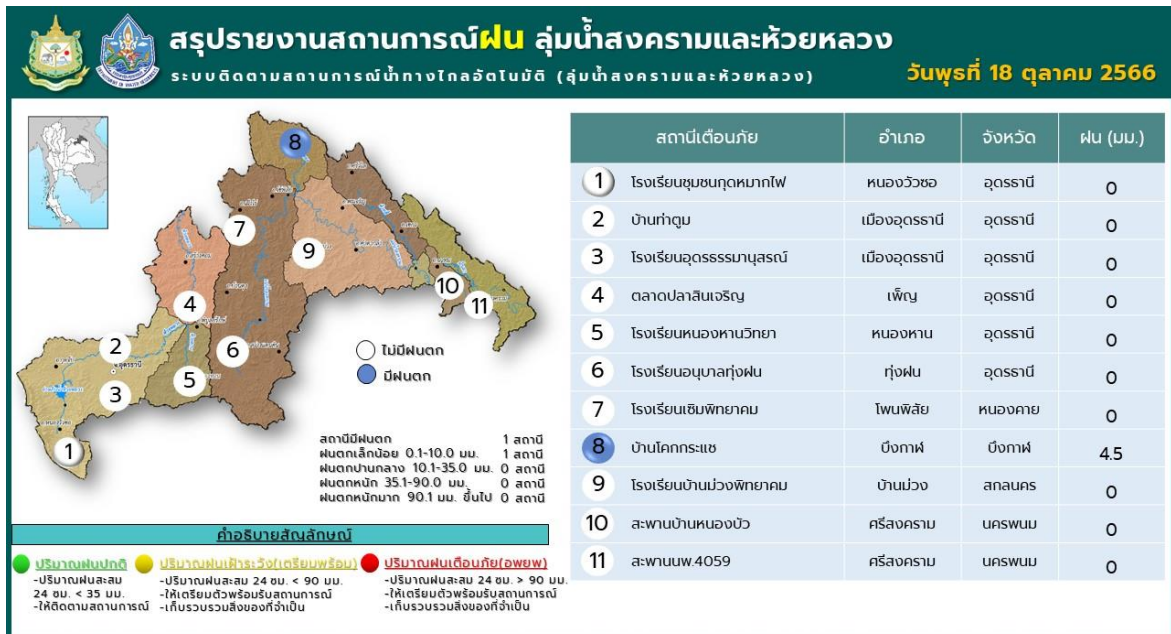 สรุปรายงานสถานการณ์ฝน ลุ่มน้ำสงครามและห้วยหลวง
ระบบติดตามสถานการณ์น้ำทางไกลอัตโนมัติ (ลุ่มน้ำสงครามและห้วยหลวง)
วันพุธที่ 18 ตุลาคม 2566
8
7
9
10
11
4
2
6
5
3
1
ไม่มีฝนตก
มีฝนตก
สถานีมีฝนตก 1 สถานี
ฝนตกเล็กน้อย 0.1-10.0 มม. 1 สถานี
ฝนตกปานกลาง 10.1-35.0 มม. 0 สถานี
ฝนตกหนัก 35.1-90.0 มม. 0 สถานี
ฝนตกหนักมาก 90.1 มม. ขึ้นไป 0 สถานี
คำอธิบายสัญลักษณ์
ปริมาณฝนปกติ
-ปริมาณฝนสะสม
24 ชม. < 35 มม.
-ให้ติดตามสถานการณ์
ปริมาณฝนเฝ้าระวัง(เตรียมพร้อม)
-ปริมาณฝนสะสม 24 ชม. < 90 มม.
-ให้เตรียมตัวพร้อมรับสถานการณ์
-เก็บรวบรวมสิ่งของที่จำเป็น
ปริมาณฝนเตือนภัย(อพยพ)
-ปริมาณฝนสะสม 24 ชม. > 90 มม.
-ให้เตรียมตัวพร้อมรับสถานการณ์
-เก็บรวบรวมสิ่งของที่จำเป็น
สถานีเตือนภัย อำเภอ จังหวัด ฝน (มม.)
1 โรงเรียนชุมชนกุดหมากไฟ หนองวัวซอ อุดรธานี 0
2 บ้านท่าตูม เมืองอุดรธานี อุดรธานี 0
3 โรงเรียนอุดรธรรมานุสรณ์ เมืองอุดรธานี อุดรธานี 0
4 ตลาดปลาสินเจริญ เพ็ญ อุดรธานี 0
5 โรงเรียนหนองหานวิทยา หนองหาน อุดรธานี 0
6 โรงเรียนอนุบาลทุ่งฝน ทุ่งฝน อุดรธานี 0
7 โรงเรียนเซิมพิทยาคม โพนพิสัย หนองคาย 0
8 บ้านโคกกระแซ บึงกาฬ บึงกาฬ 4.5
9 โรงเรียนบ้านม่วงพิทยาคม บ้านม่วง สกลนคร 0
10 สะพานบ้านหนองบัว ศรีสงคราม นครพนม 0
11 สะพานนพ.4059 ศรีสงคราม นครพนม 0